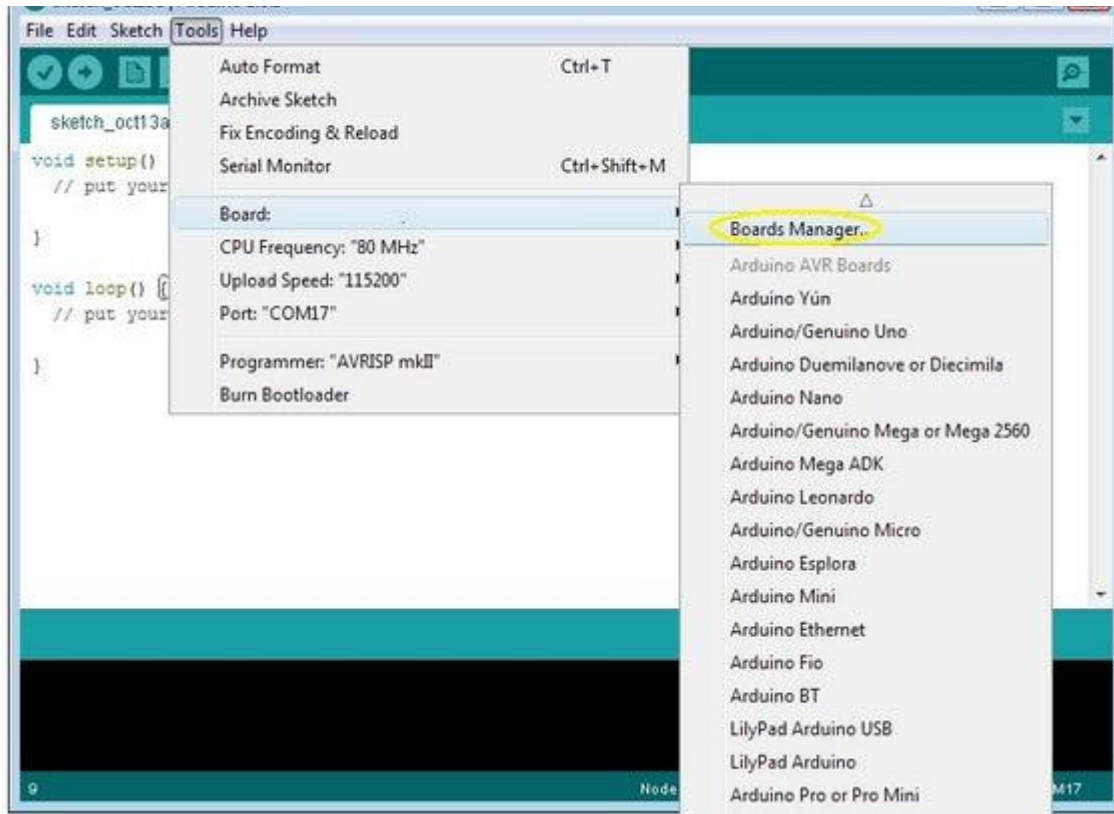 File Edit Sketch Tools Help
Auto Format Ctrl+T
Archive Sketch
sketch_oct13a
Fix Encoding & Reload
void setup()
Serial Monitor Ctrl+Shift+M
// put your
Board:
Boards Manager..
}
CPU Frequency: "80 MHz"
Arduino AVR Boards
void loop() {
Upload Speed: "115200"
Arduino Yún
// put your
Port: "COM17"
Arduino/Genuino Uno
}
Programmer: "AVRISP mkII"
Arduino Duemilanove or Diecimila
Burn Bootloader
Arduino Nano
Arduino/Genuino Mega or Mega 2560
Arduino Mega ADK
Arduino Leonardo
Arduino/Genuino Micro
Arduino Esplora
Arduino Mini
Arduino Ethernet
Arduino Fio
Arduino BT
LilyPad Arduino USB
LilyPad Arduino
9 Node M17
Arduino Pro or Pro Mini